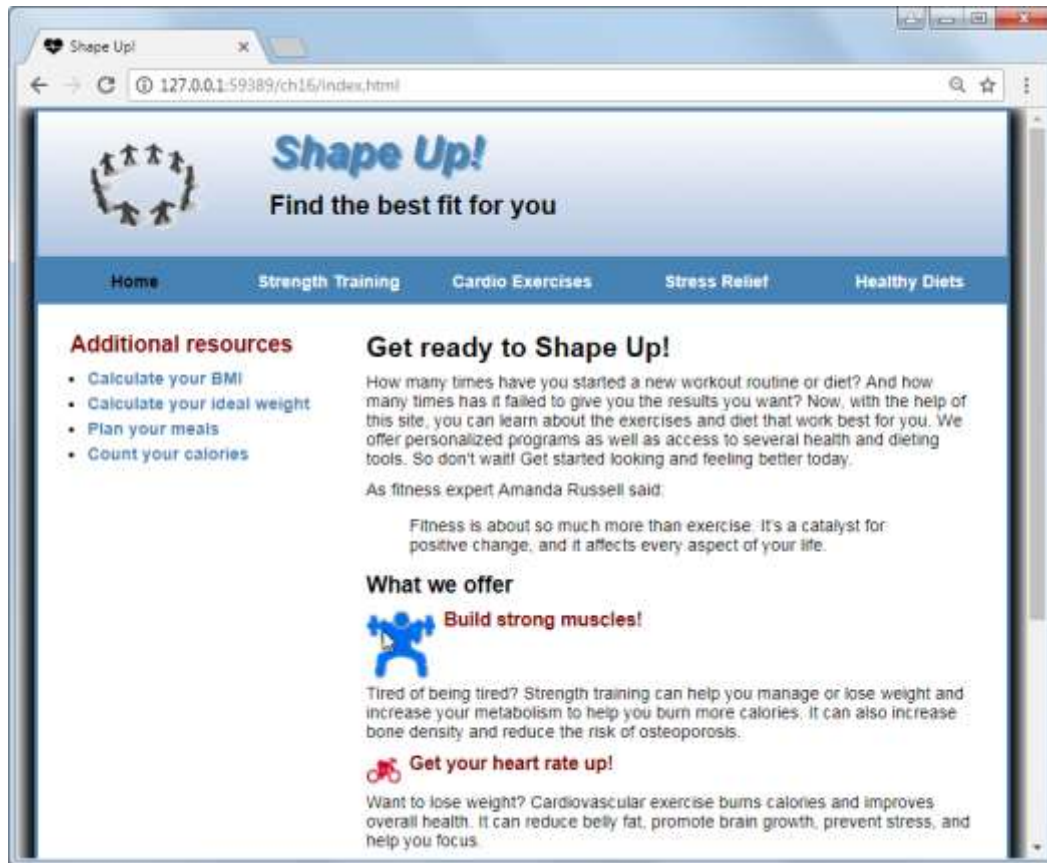 Shape Up!
127.0.0.1:59389/ch16/index.html
Shape Up!
Find the best fit for you
Home Strength Training Cardio Exercises Stress Relief Healthy Diets
Additional resources
Calculate your BMI
Calculate your ideal weight
Plan your meals
Count your calories
Get ready to Shape Up!
How many times have you started a new workout routine or diet? And how
many times has it failed to give you the results you want? Now, with the help of
this site, you can learn about the exercises and diet that work best for you. We
offer personalized programs as well as access to several health and dieting
tools. So don't wait! Get started looking and feeling better today.
As fitness expert Amanda Russell said:
Fitness is about so much more than exercise. It's a catalyst for
positive change, and it affects every aspect of your life.
What we offer
Build strong muscles!
Tired of being tired? Strength training can help you manage or lose weight and
increase your metabolism to help you burn more calories. It can also increase
bone density and reduce the risk of osteoporosis.
Get your heart rate up!
Want to lose weight? Cardiovascular exercise burns calories and improves
overall health. It can reduce belly fat, promote brain growth, prevent stress, and
help you focus.